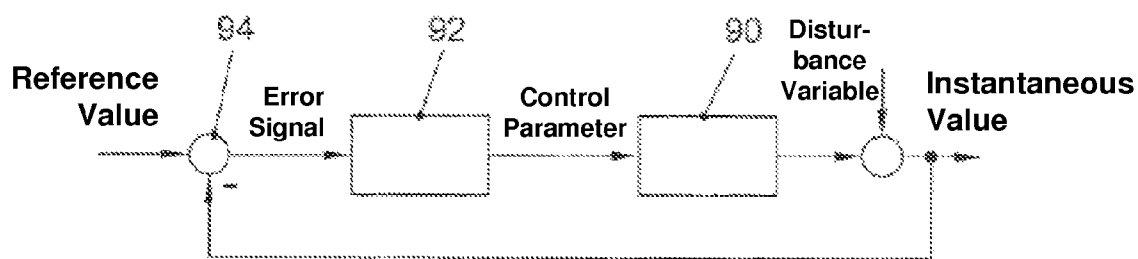 94
92
90
Distur-
bance
Variable
Reference
Value
Error
Signal
Control
Parameter
Instantaneous
Value
-